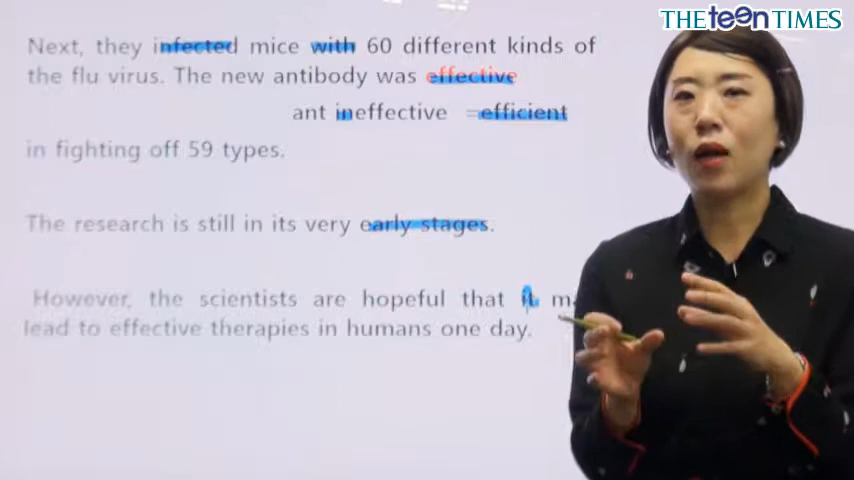 THE teen TIMES
Next, they infected mice with 60 different kinds of
the flu virus. The new antibody was effective
ant ineffective =efficient
in fighting off 59 types.
The research is still in its very early stages.
However, the scientists are hopeful that it
lead to effective therapies in humans one day.